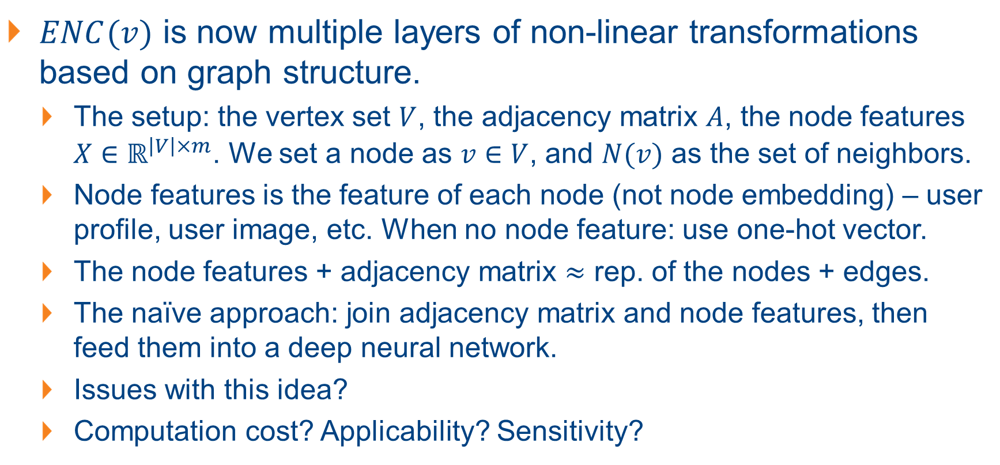 ENC(v) is now multiple layers of non-linear transformations
based on graph structure.
The setup: the vertex set V, the adjacency matrix A, the node features
X ∈ ℝ^{|V|×m}. We set a node as v ∈ V, and N(v) as the set of neighbors.
Node features is the feature of each node (not node embedding) – user
profile, user image, etc. When no node feature: use one-hot vector.
The node features + adjacency matrix ≈ rep. of the nodes + edges.
The naïve approach: join adjacency matrix and node features, then
feed them into a deep neural network.
Issues with this idea?
Computation cost? Applicability? Sensitivity?